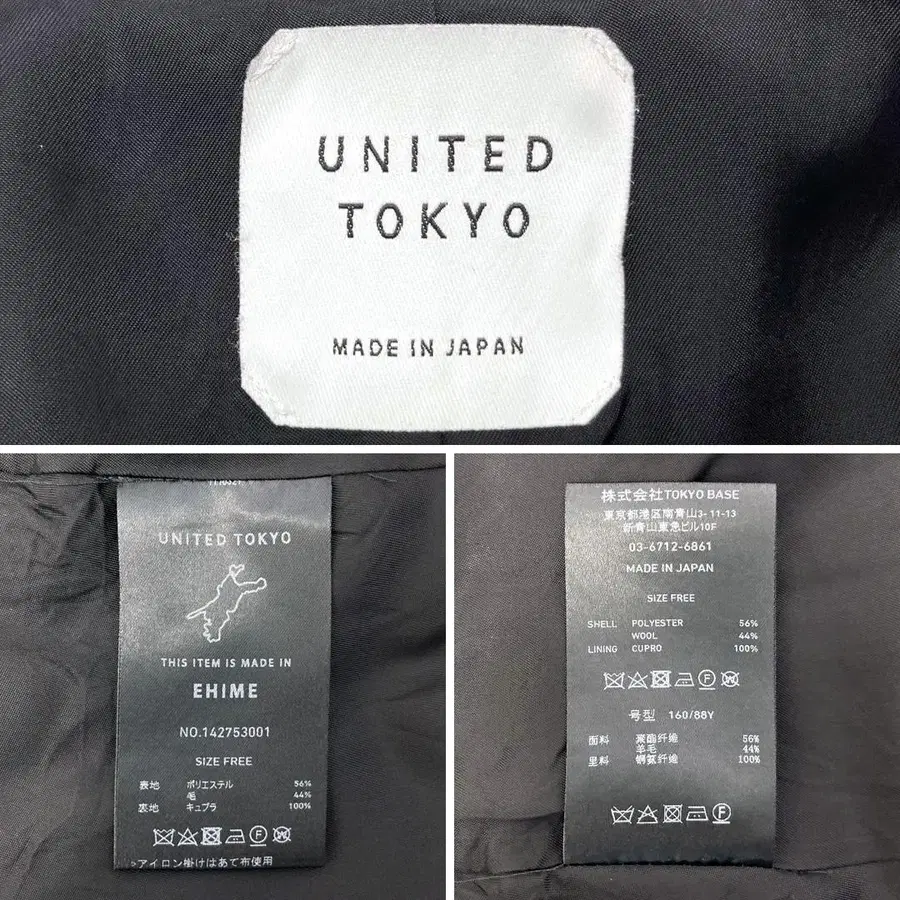 UNITED
TOKYO
MADE IN JAPAN
UNITED TOKYO
THIS ITEM IS MADE IN
EHIME
NO.142753001
SIZE FREE
表地 ポリエステル 56%
毛 44%
裏地 キュプラ 100%
アイロン掛けはあて布使用
株式会社TOKYO BASE
東京都港区南青山3-11-13
新青山東急ビル10F
03-6712-6861
MADE IN JAPAN
SIZE FREE
SHELL POLYESTER 56%
WOOL 44%
LINING CUPRO 100%
号型 160/88Y
面料 聚酯纤维 56%
羊毛 44%
里料 铜氨纤维 100%